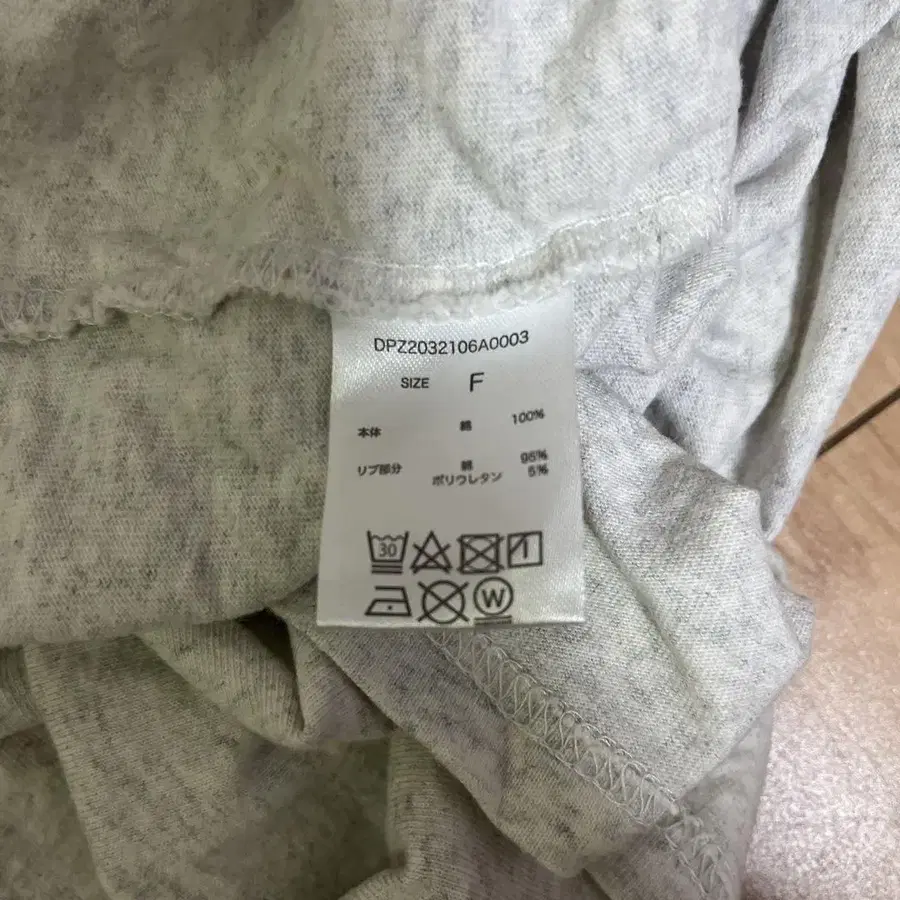 DPZ2032106A0003
SIZE F
本体 綿 100%
リブ部分 綿 95%
ポリウレタン 5%
30
W